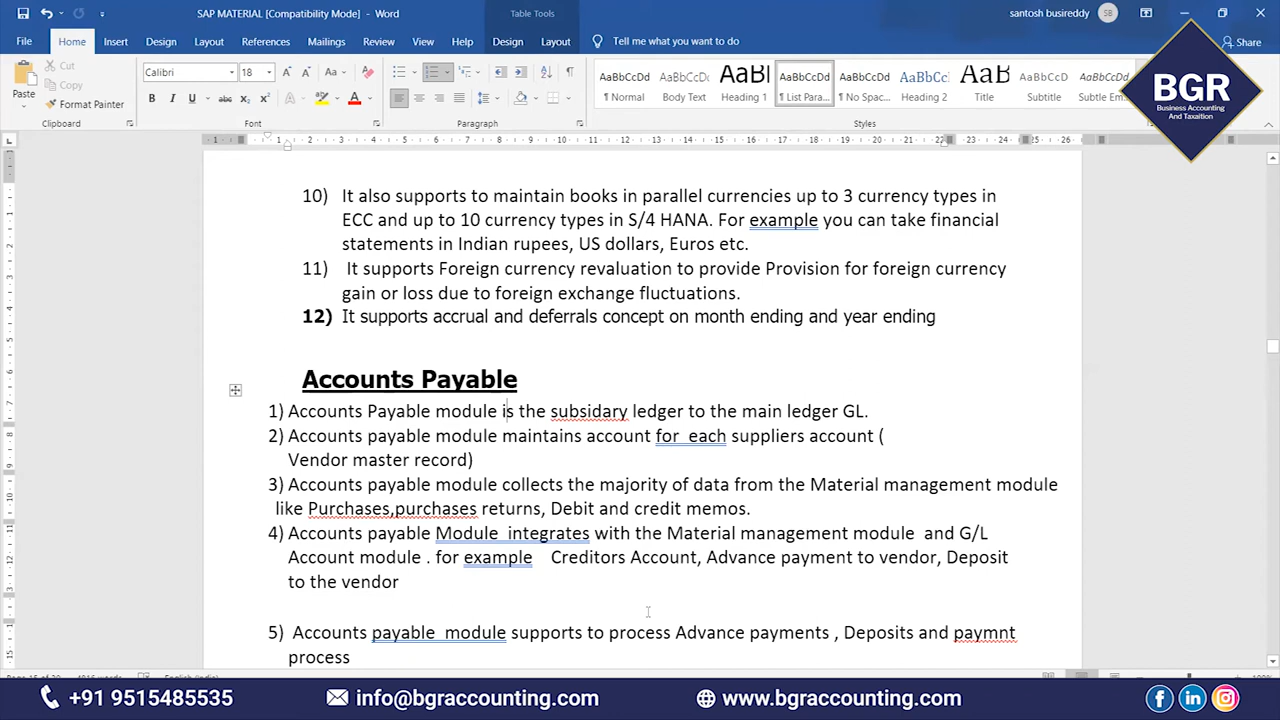 SAP MATERIAL [Compatibility Mode] - Word
Table Tools
santosh busireddy
SB
File Home Insert Design Layout References Mailings Review View Help Design Layout Tell me what you want to do Share
Cut
Copy
Format Painter
Paste
Calibri 18
AaBbCcDd AaBbCcDd AaBl AaBbCcDd AaBbCcDd AaBbCc AaBb AaBbCcD AaBbCcDd
¶ Normal Body Text Heading 1 ¶ List Para... ¶ No Spac... Heading 2 Title Subtitle Subtle Em...
Clipboard Font Paragraph Styles
BGR
Business Accounting
And Taxaition
10) It also supports to maintain books in parallel currencies up to 3 currency types in
ECC and up to 10 currency types in S/4 HANA. For example you can take financial
statements in Indian rupees, US dollars, Euros etc.
11) It supports Foreign currency revaluation to provide Provision for foreign currency
gain or loss due to foreign exchange fluctuations.
12) It supports accrual and deferrals concept on month ending and year ending
Accounts Payable
1) Accounts Payable module is the subsidary ledger to the main ledger GL.
2) Accounts payable module maintains account for each suppliers account (
Vendor master record)
3) Accounts payable module collects the majority of data from the Material management module
like Purchases,purchases returns, Debit and credit memos.
4) Accounts payable Module integrates with the Material management module and G/L
Account module . for example Creditors Account, Advance payment to vendor, Deposit
to the vendor
5) Accounts payable module supports to process Advance payments , Deposits and paymnt
process
+91 9515485535
info@bgraccounting.com
www.bgraccounting.com